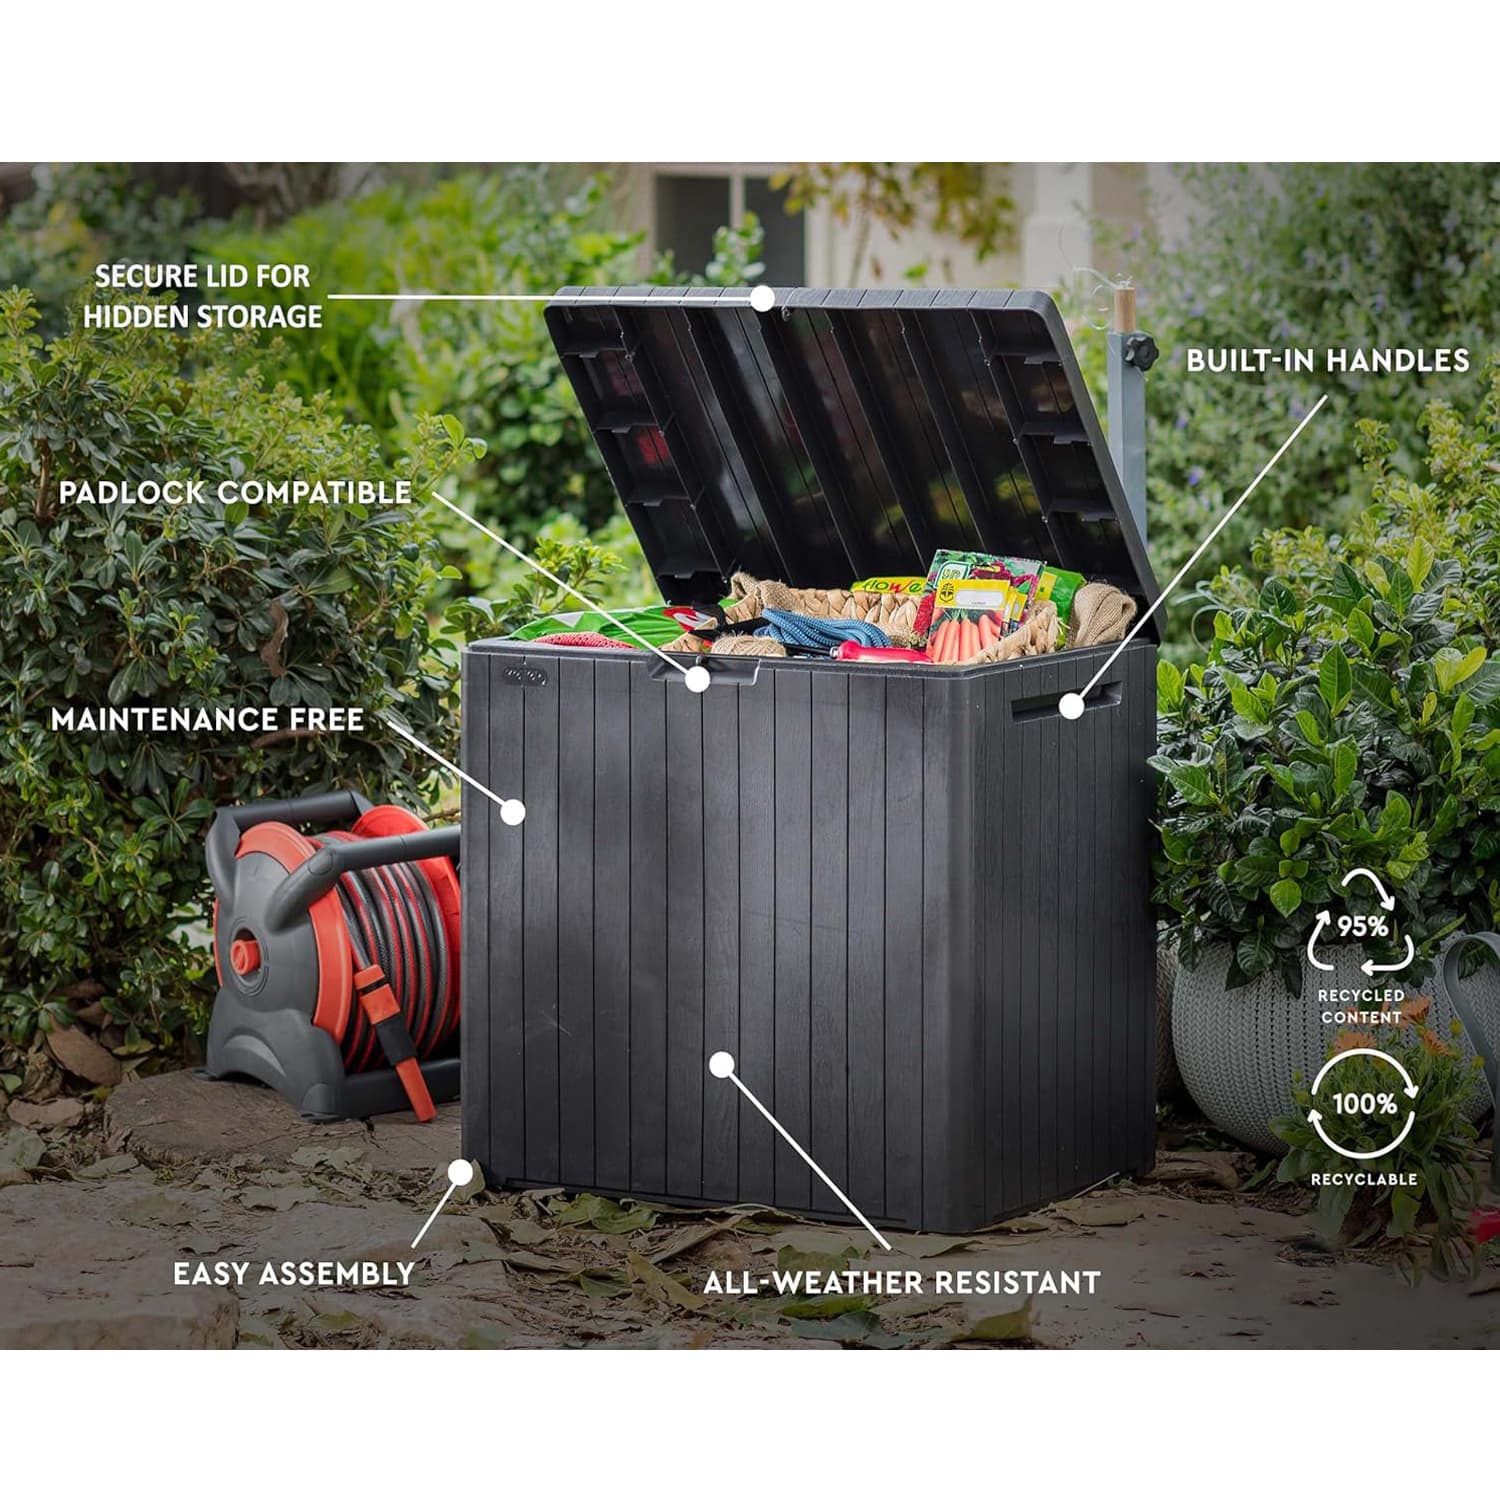 SECURE LID FOR
HIDDEN STORAGE
BUILT-IN HANDLES
PADLOCK COMPATIBLE
MAINTENANCE FREE
95%
RECYCLED
CONTENT
100%
RECYCLABLE
EASY ASSEMBLY
ALL-WEATHER RESISTANT